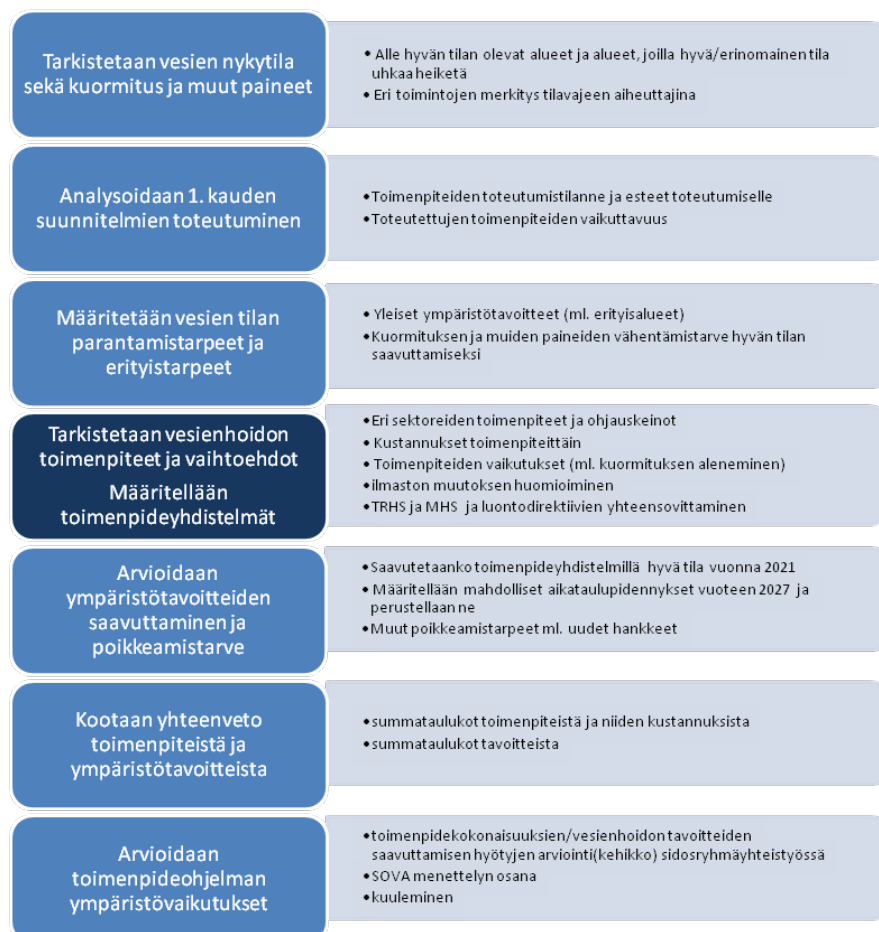 Tarkistetaan vesien nykytila
sekä kuormitus ja muut paineet
• Alle hyvän tilan olevat alueet ja alueet, joilla hyvä/erinomainen tila
uhkaa heiketä
• Eri toimintojen merkitys tilavajeen aiheuttajina
Analysoidaan 1. kauden
suunnitelmien toteutuminen
• Toimenpiteiden toteutumistilanne ja esteet toteutumiselle
• Toteutettujen toimenpiteiden vaikuttavuus
Määritetään vesien tilan
parantamistarpeet ja
erityistarpeet
• Yleiset ympäristötavoitteet (ml. erityisalueet)
• Kuormituksen ja muiden paineiden vähentämistarve hyvän tilan
saavuttamiseksi
Tarkistetaan vesienhoidon
toimenpiteet ja vaihtoehdot
Määritellään
toimenpideyhdistelmät
• Eri sektoreiden toimenpiteet ja ohjauskeinot
• Kustannukset toimenpiteittäin
• Toimenpiteiden vaikutukset (ml. kuormituksen aleneminen)
• ilmaston muutoksen huomioiminen
• TRHS ja MHS ja luontodirektiivien yhteensovittaminen
Arvioidaan
ympäristötavoitteiden
saavuttaminen ja
poikkeamistarve
• Saavutetaanko toimenpideyhdistelmillä hyvä tila vuonna 2021
• Määritellään mahdolliset aikataulupidennykset vuoteen 2027 ja
perustellaan ne
• Muut poikkeamistarpeet ml. uudet hankkeet
Kootaan yhteenveto
toimenpiteistä ja
ympäristötavoitteista
• summataulukot toimenpiteistä ja niiden kustannuksista
• summataulukot tavoitteista
Arvioidaan
toimenpideohjelman
ympäristövaikutukset
• toimenpidekokonaisuuksien/vesienhoidon tavoitteiden
saavuttamisen hyötyjen arviointi(kehikko) sidosryhmäyhteistyössä
• SOVA menettelyn osana
• kuuleminen